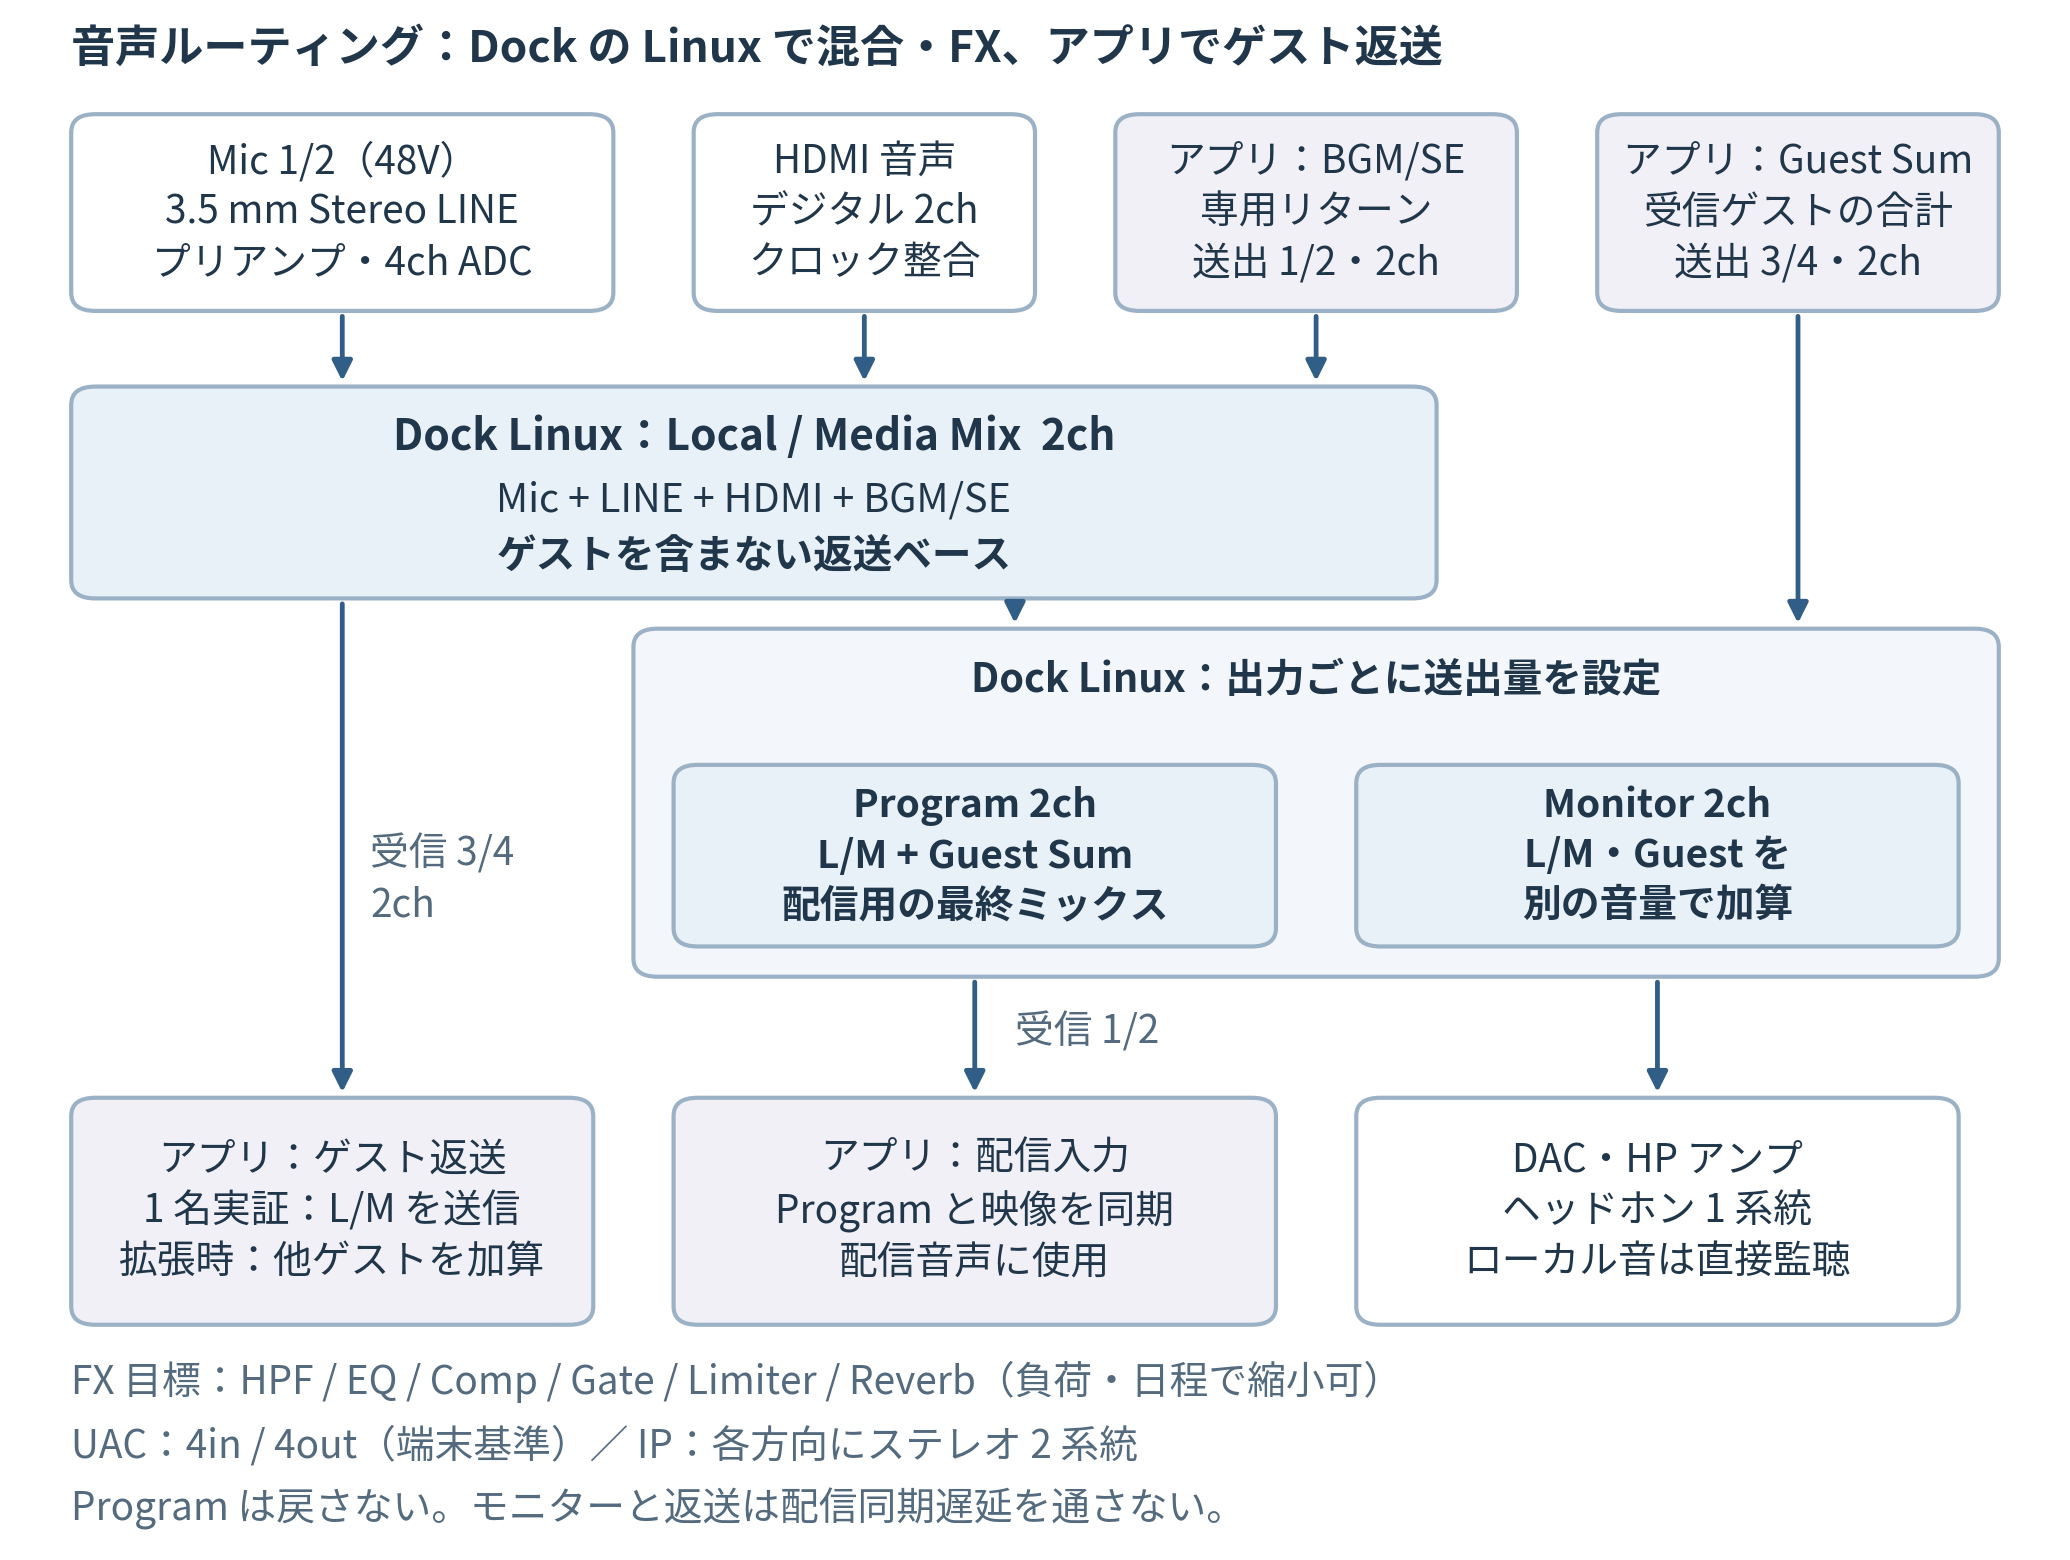 音声ルーティング：Dock の Linux で混合・FX、アプリでゲスト返送
Mic 1/2（48V）
3.5 mm Stereo LINE
プリアンプ・4ch ADC
HDMI 音声
デジタル 2ch
クロック整合
アプリ：BGM/SE
専用リターン
送出 1/2・2ch
アプリ：Guest Sum
受信ゲストの合計
送出 3/4・2ch
Dock Linux：Local / Media Mix 2ch
Mic + LINE + HDMI + BGM/SE
ゲストを含まない返送ベース
Dock Linux：出力ごとに送出量を設定
Program 2ch
L/M + Guest Sum
配信用の最終ミックス
Monitor 2ch
L/M・Guest を
別の音量で加算
受信 3/4
2ch
受信 1/2
アプリ：ゲスト返送
1 名実証：L/M を送信
拡張時：他ゲストを加算
アプリ：配信入力
Program と映像を同期
配信音声に使用
DAC・HP アンプ
ヘッドホン 1 系統
ローカル音は直接監聴
FX 目標：HPF / EQ / Comp / Gate / Limiter / Reverb（負荷・日程で縮小可）
UAC：4in / 4out（端末基準）／ IP：各方向にステレオ 2 系統
Program は戻さない。モニターと返送は配信同期遅延を通さない。